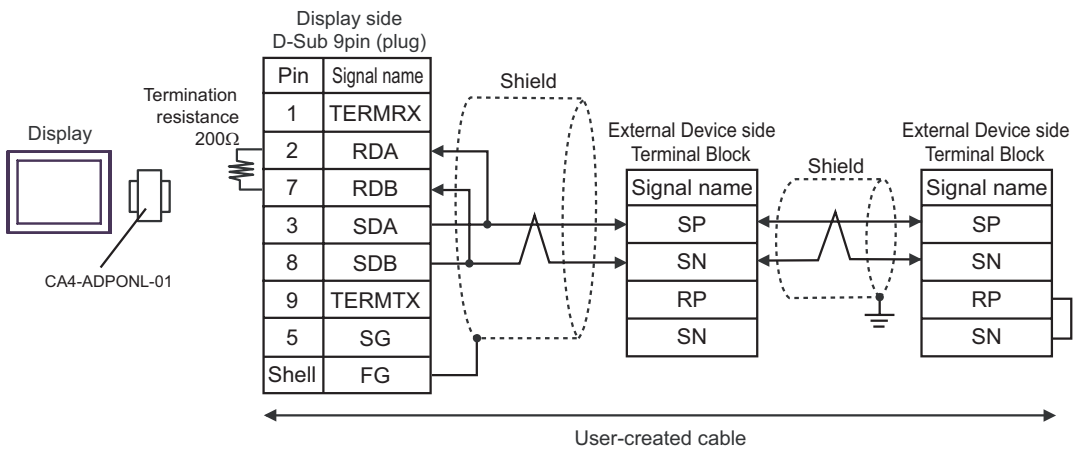 Display side
D-Sub 9pin (plug)
Pin Signal name
1 TERMRX
2 RDA
7 RDB
3 SDA
8 SDB
9 TERMTX
5 SG
Shell FG
Termination
resistance
200Ω
Display
CA4-ADPONL-01
Shield
External Device side
Terminal Block
Signal name
SP
SN
RP
SN
Shield
External Device side
Terminal Block
Signal name
SP
SN
RP
SN
User-created cable